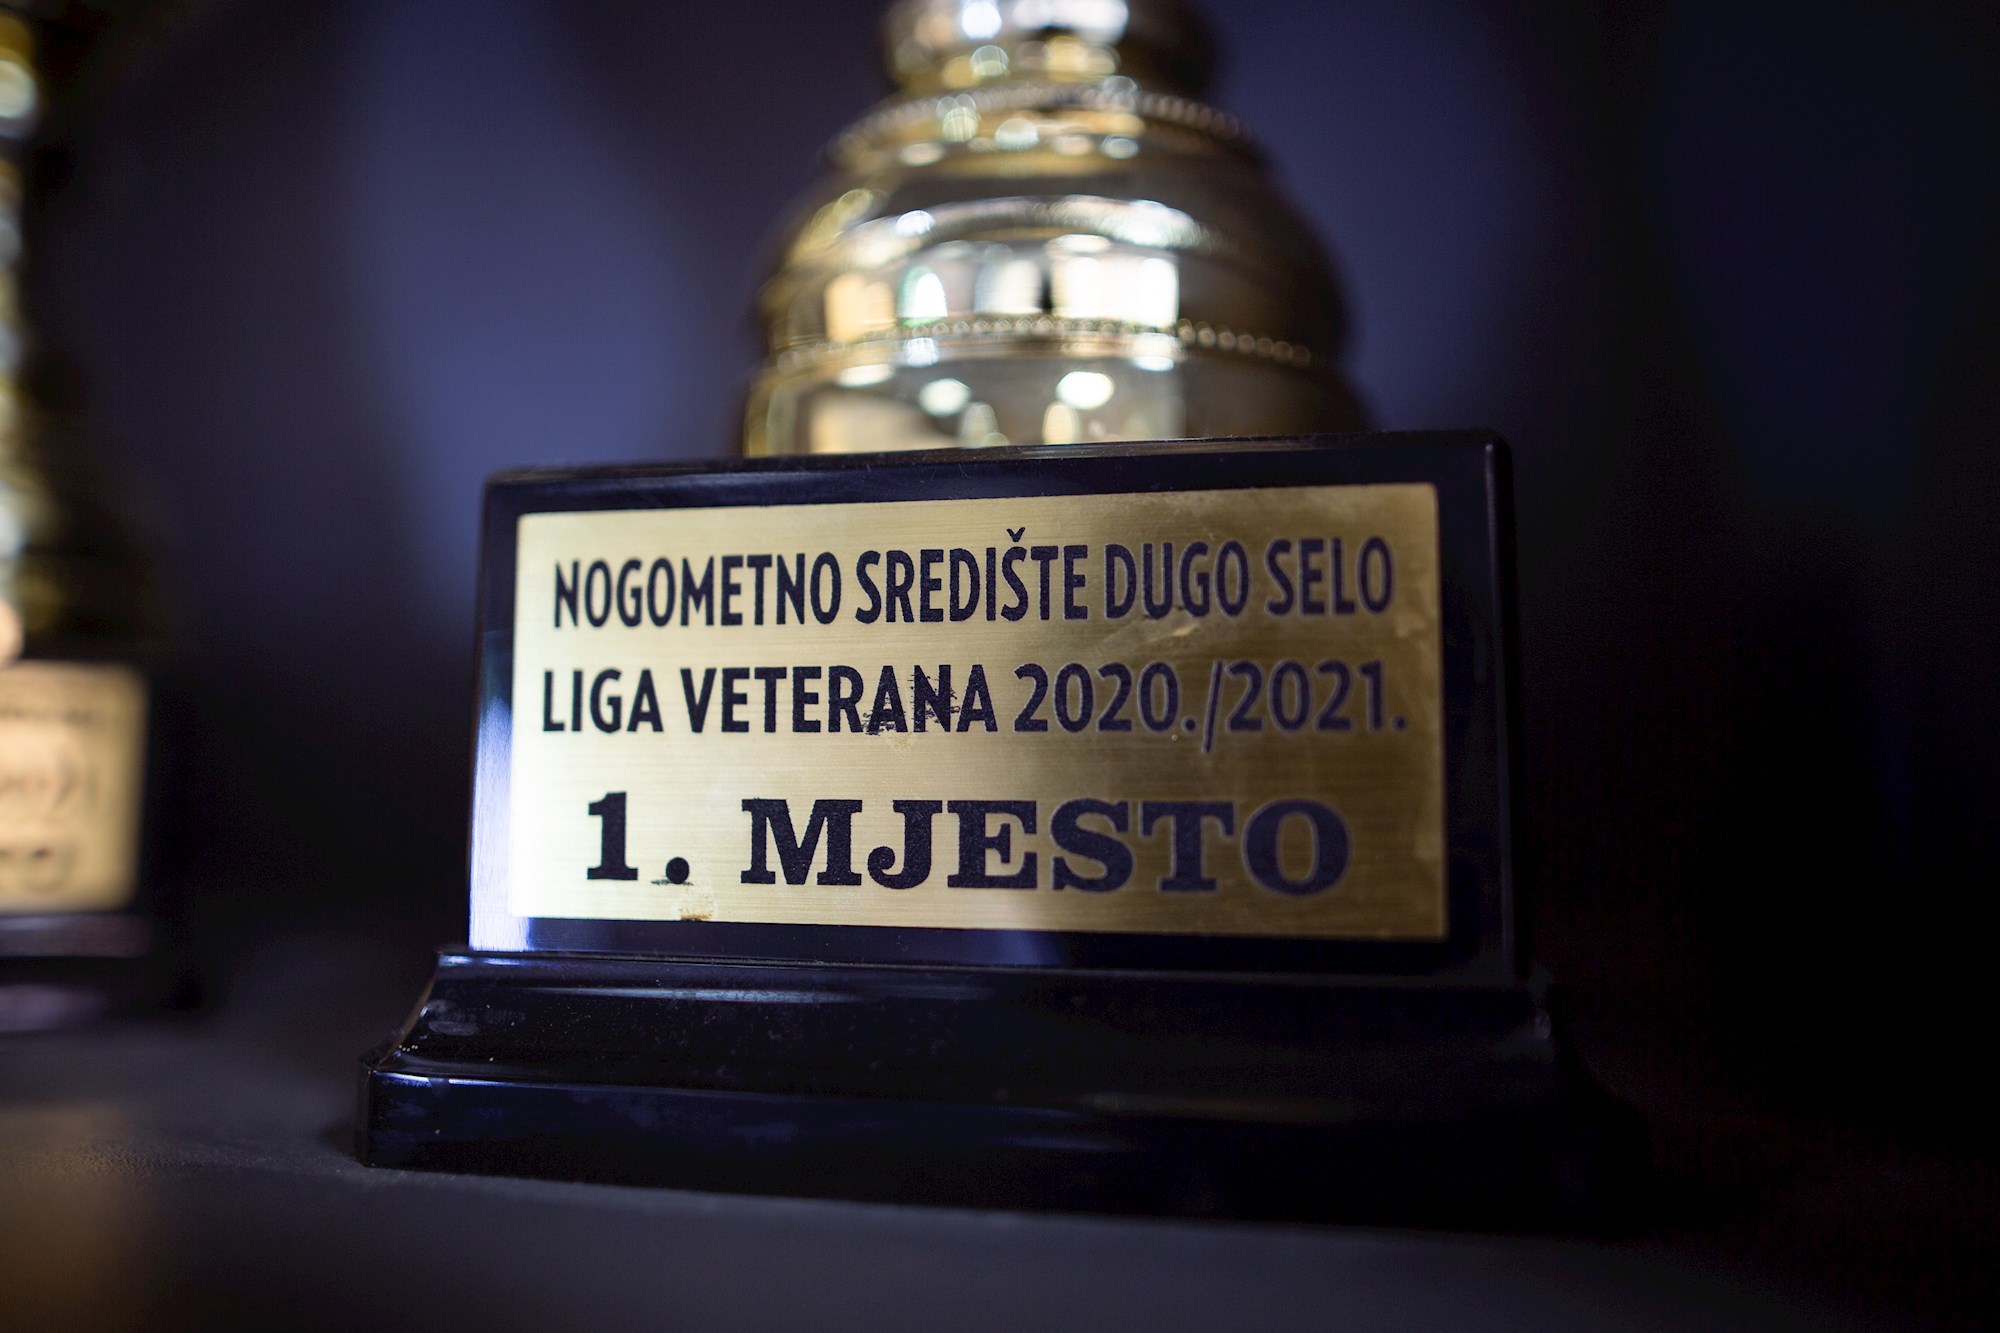 NOGOMETNO SREDIŠTE DUGO SELO
LIGA VETERANA 2020./2021.
1. MJESTO